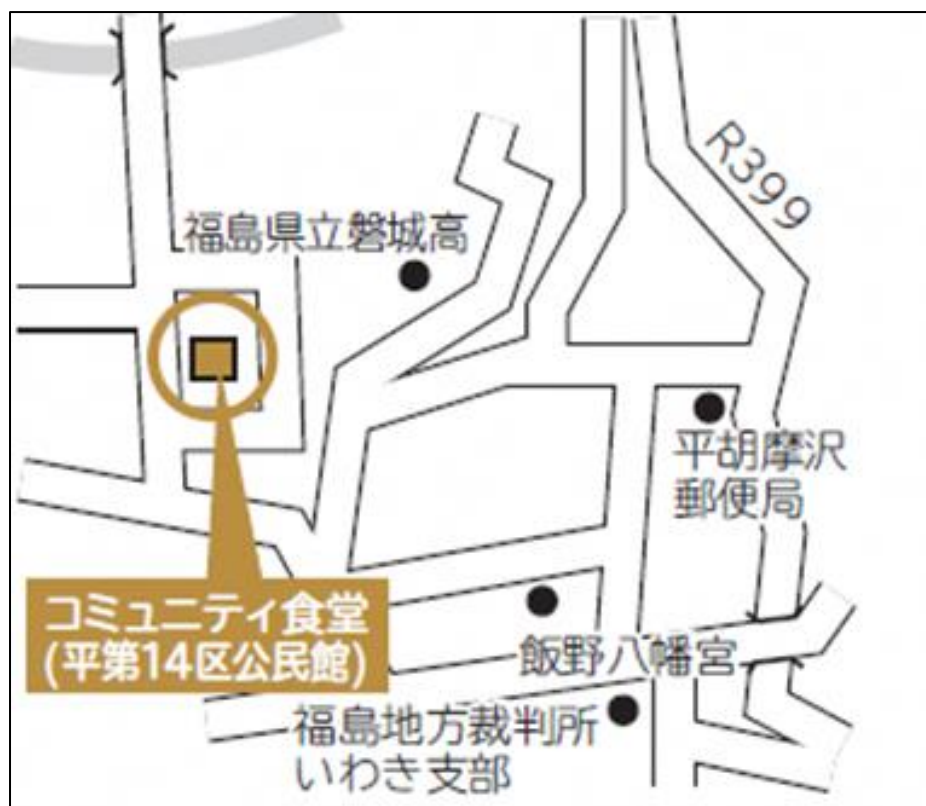 R399
福島県立磐城高
平胡摩沢
郵便局
コミュニティ食堂
(平第14区公民館)
飯野八幡宮
福島地方裁判所
いわき支部